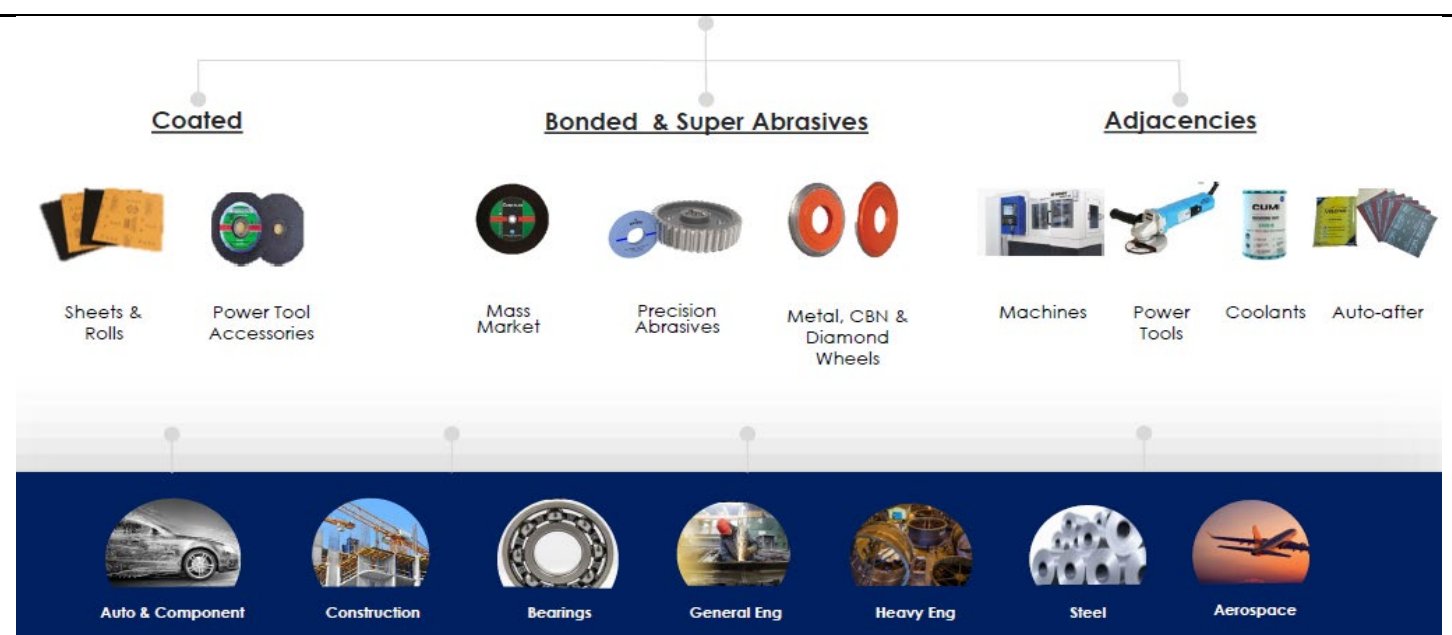 Coated
Bonded & Super Abrasives
Adjacencies
CUMI
Sheets &
Rolls
Power Tool
Accessories
Mass
Market
Precision
Abrasives
Metal, CBN &
Diamond
Wheels
Machines
Power
Tools
Coolants
Auto-after
Auto & Component
Construction
Bearings
General Eng
Heavy Eng
Steel
Aerospace